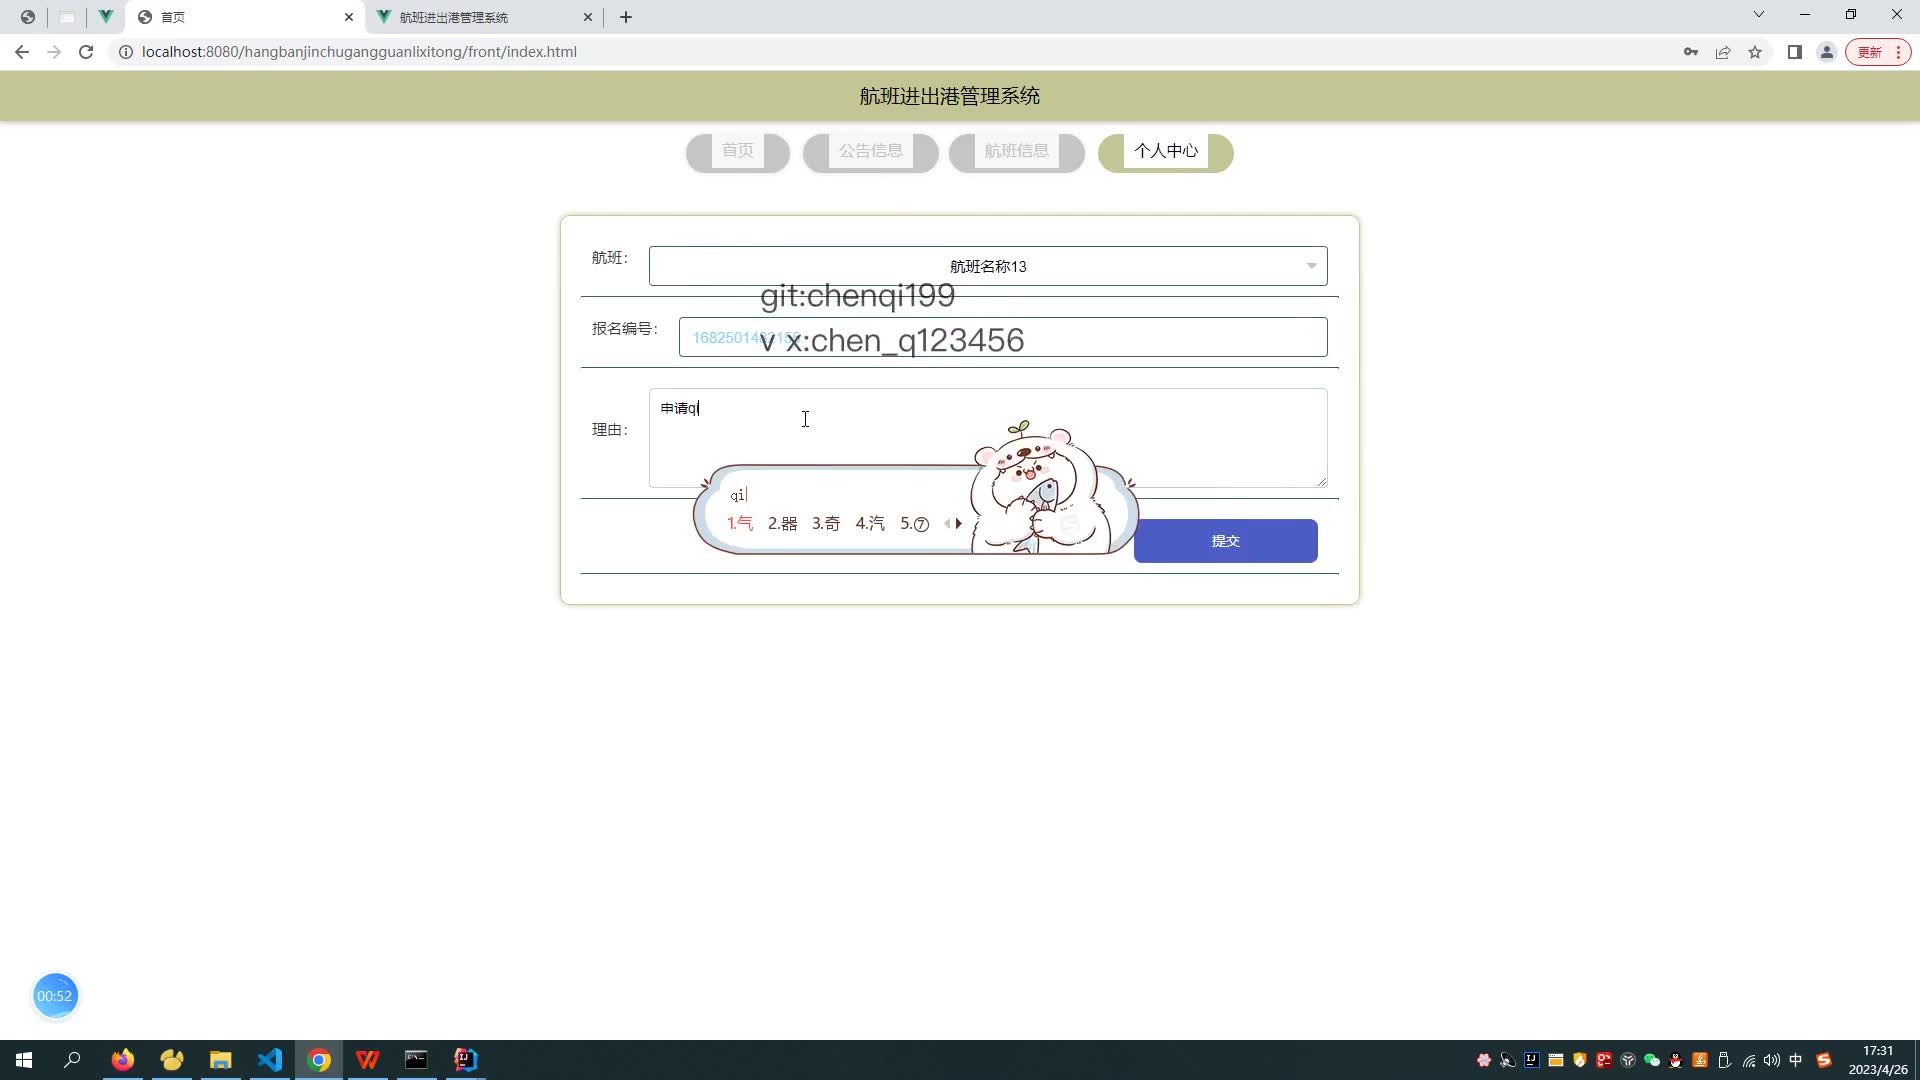 首页
航班进出港管理系统
localhost:8080/hangbanjinchugangguanlixitong/front/index.html
更新
航班进出港管理系统
首页
公告信息
航班信息
个人中心
航班：
航班名称13
git:chenqi199
报名编号：
v x:chen_q123456
申请qi
理由：
qi
1.气 2.器 3.奇 4.汽 5.⑦
提交
00:52
中
17:31
2023/4/26